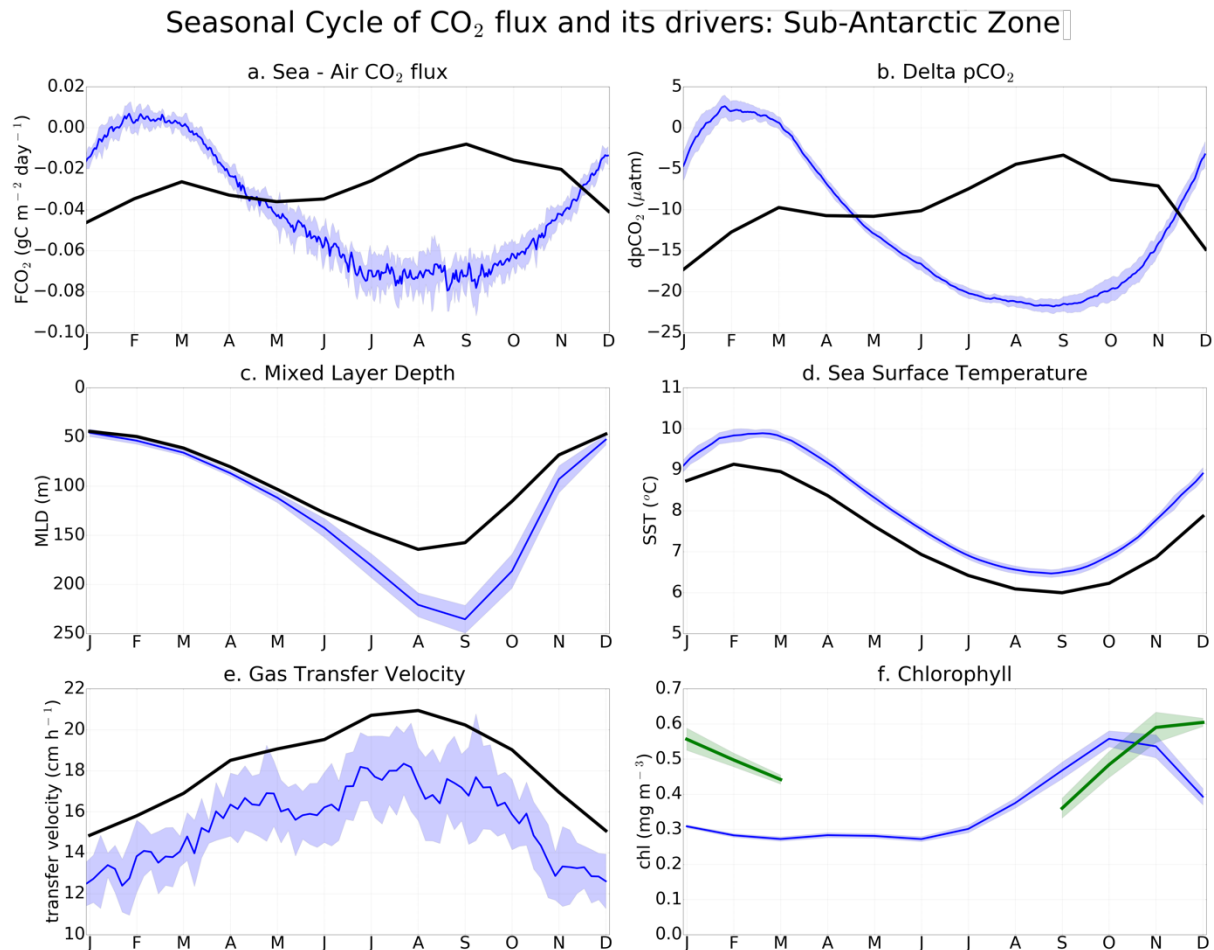 Seasonal Cycle of CO₂ flux and its drivers: Sub-Antarctic Zone
a. Sea - Air CO₂ flux
FCO₂ (gC m⁻² day⁻¹)
0.02
0.00
−0.02
−0.04
−0.06
−0.08
−0.10
J F M A M J J A S O N D
b. Delta pCO₂
dpCO₂ (μatm)
5
0
−5
−10
−15
−20
−25
J F M A M J J A S O N D
c. Mixed Layer Depth
MLD (m)
0
50
100
150
200
250
J F M A M J J A S O N D
d. Sea Surface Temperature
SST (°C)
11
10
9
8
7
6
5
J F M A M J J A S O N D
e. Gas Transfer Velocity
transfer velocity (cm h⁻¹)
22
20
18
16
14
12
10
J F M A M J J A S O N D
f. Chlorophyll
chl (mg m⁻³)
0.7
0.6
0.5
0.4
0.3
0.2
0.1
0.0
J F M A M J J A S O N D